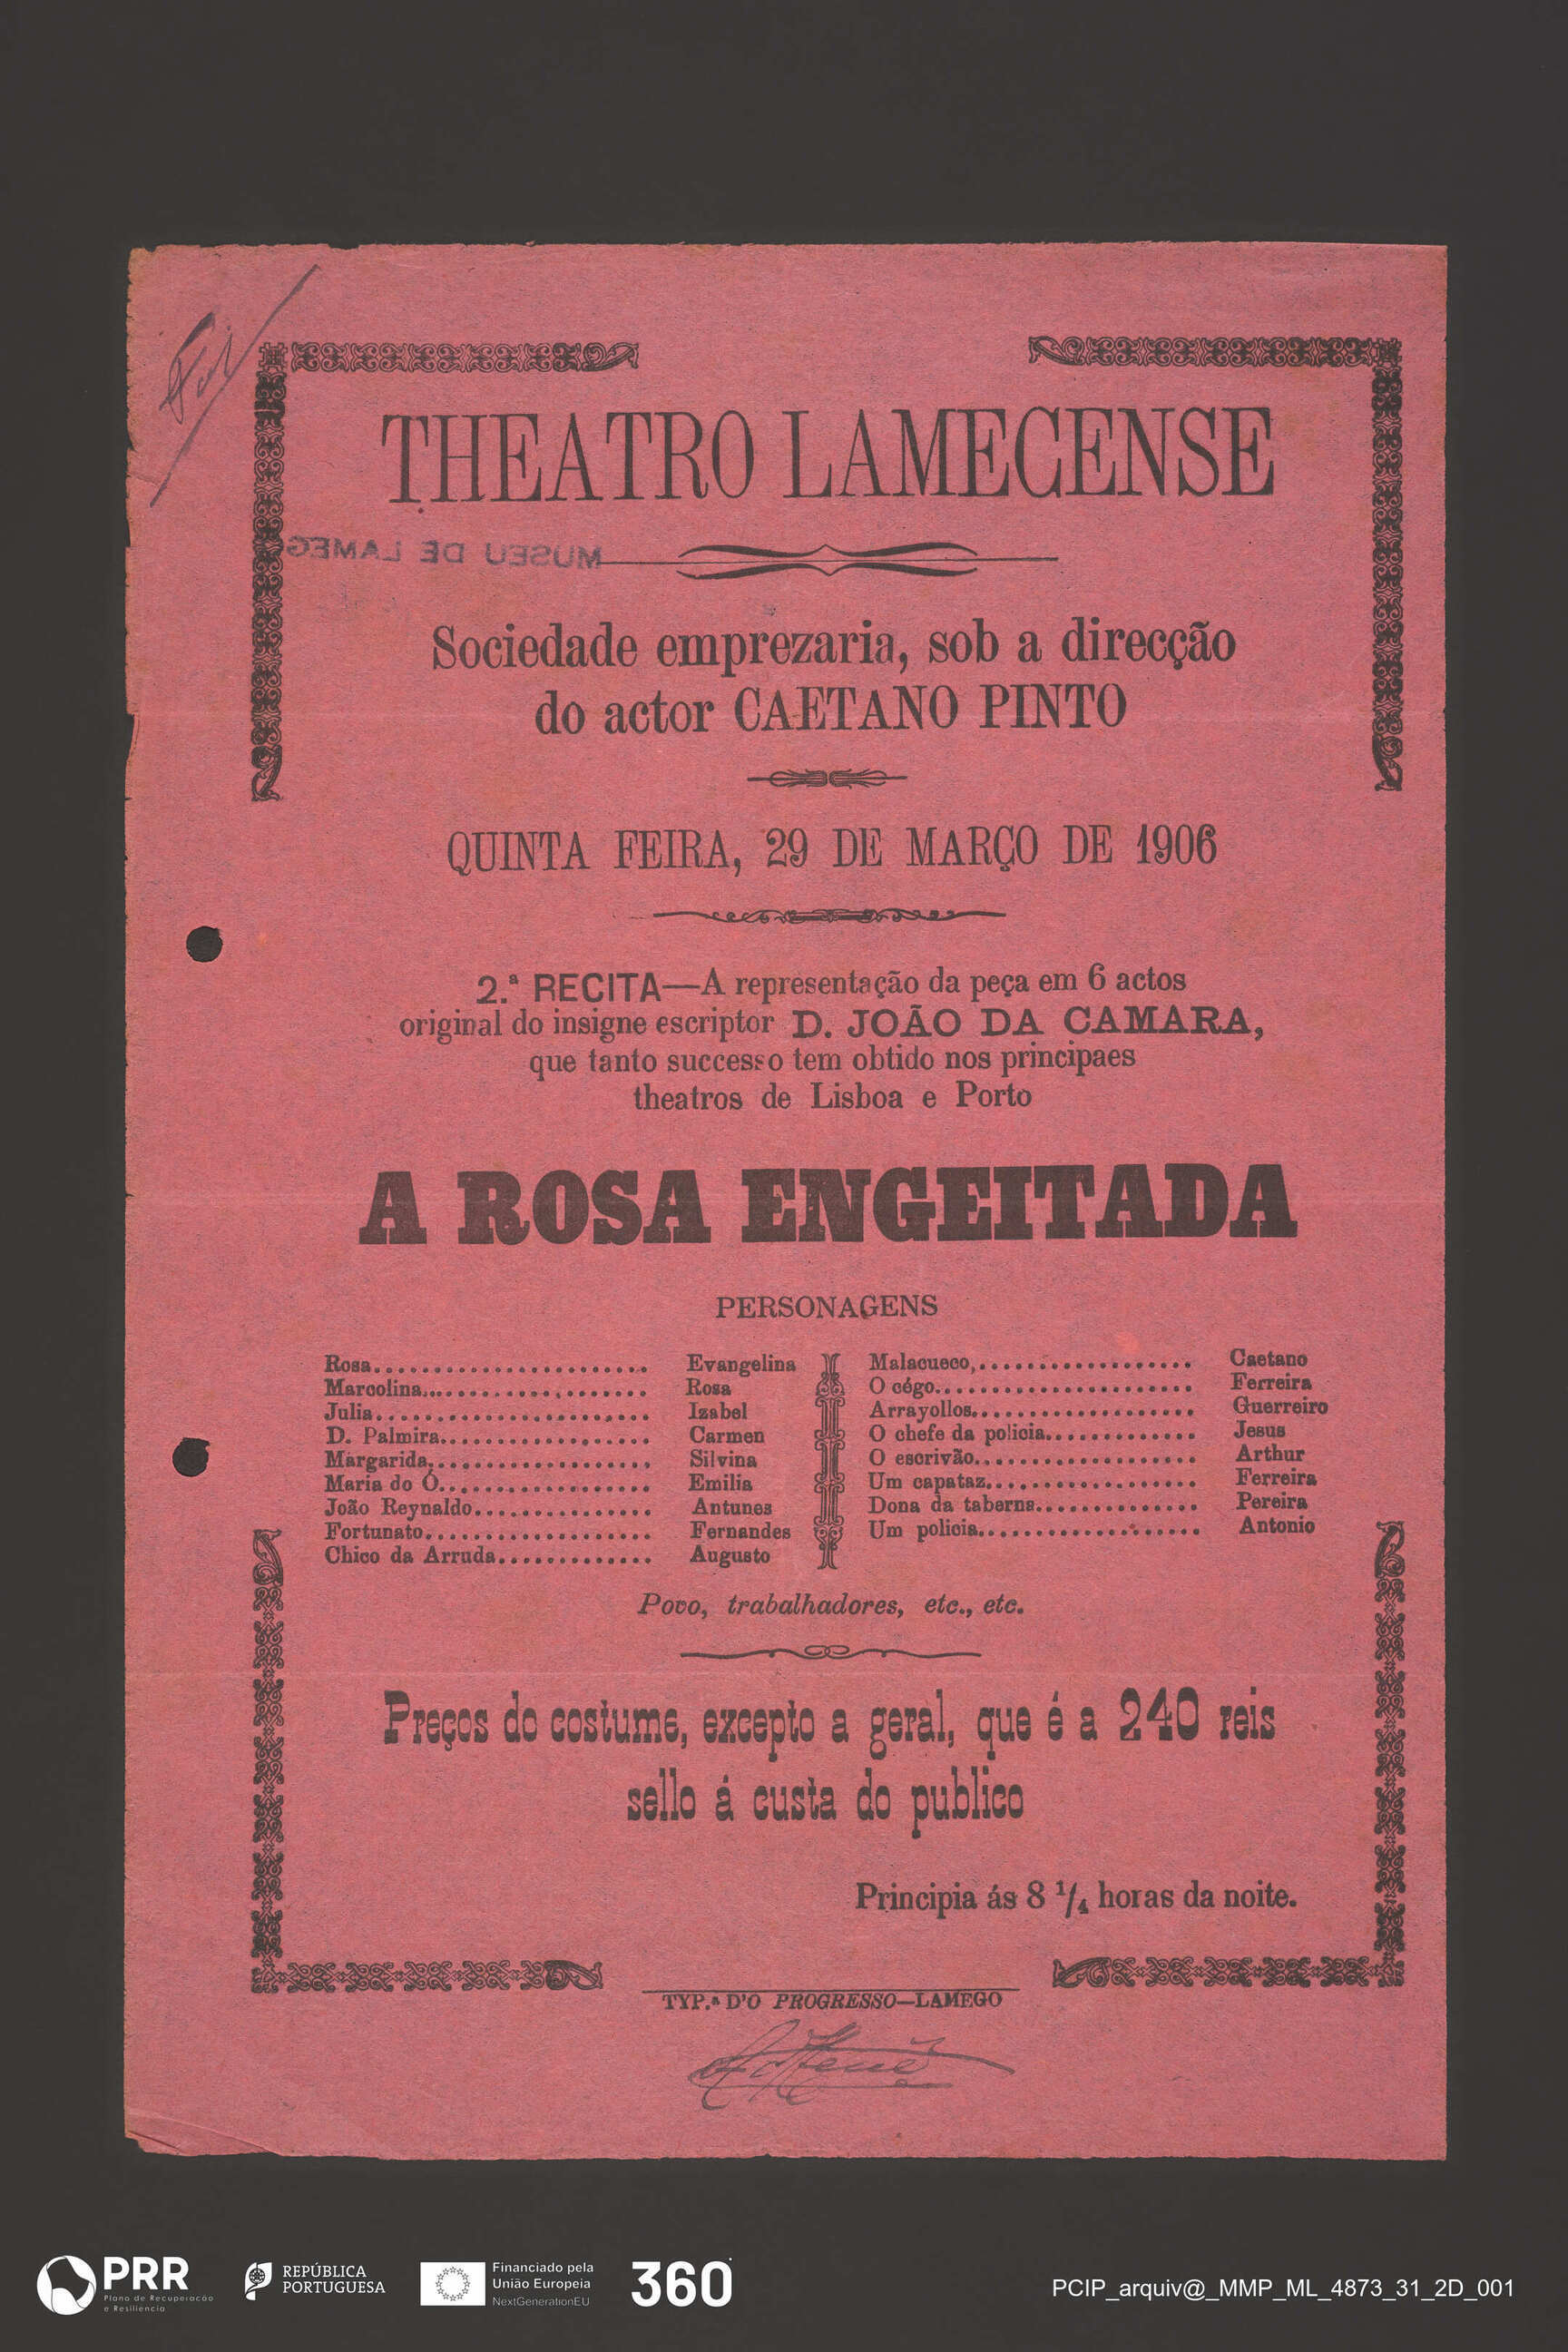 Fui
THEATRO LAMECENSE
MUSEU DE LAMEG
Sociedade emprezaria, sob a direcção
do actor CAETANO PINTO
QUINTA FEIRA, 29 DE MARÇO DE 1906
2.ª RECITA—A representação da peça em 6 actos
original do insigne escriptor D. JOÃO DA CAMARA,
que tanto successo tem obtido nos principaes
theatros de Lisboa e Porto
A ROSA ENGEITADA
PERSONAGENS
Rosa........................ Evangelina
Marcolina.................... Rosa
Julia........................ Izabel
D. Palmira................... Carmen
Margarida.................... Silvina
Maria do Ó................... Emilia
João Reynaldo................ Antunes
Fortunato.................... Fernandes
Chico da Arruda.............. Augusto
Malacueco,................... Caetano
O cégo....................... Ferreira
Arrayollos................... Guerreiro
O chefe da policia............. Jesus
O escrivão................... Arthur
Um capataz................... Ferreira
Dona da taberna.............. Pereira
Um policia................... Antonio
Povo, trabalhadores, etc., etc.
Preços do costume, excepto a geral, que é a 240 reis
sello á custa do publico
Principia ás 8 1/4 horas da noite.
TYP.ª D'O PROGRESSO—LAMEGO
PRR
Plano de Recuperação
e Resiliência
REPÚBLICA
PORTUGUESA
Financiado pela
União Europeia
NextGenerationEU
360
PCIP_arquiv@_MMP_ML_4873_31_2D_001